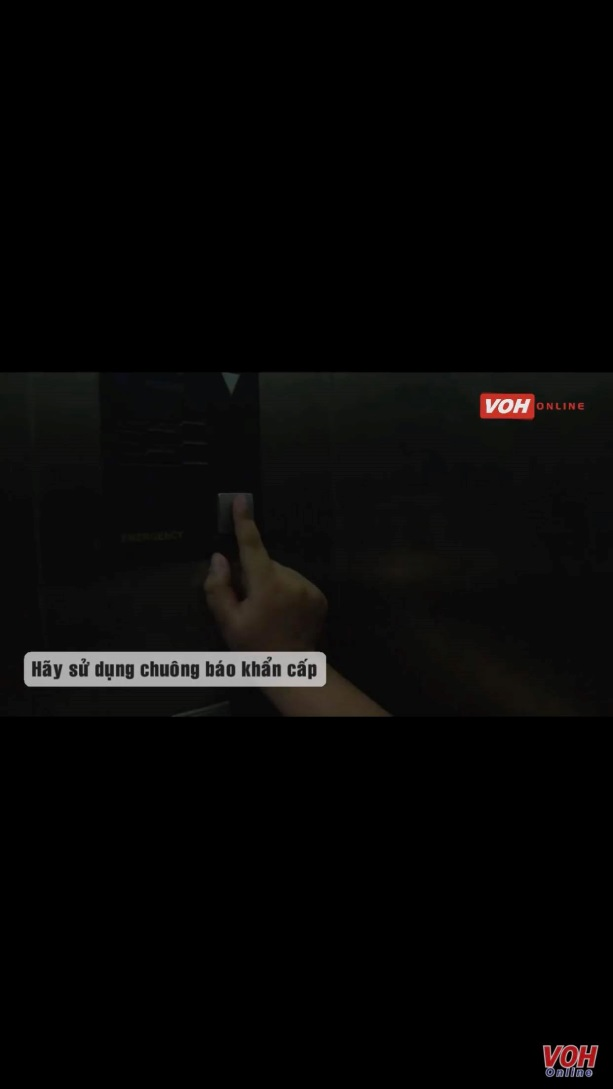 VOH ONLINE
EMERGENCY
Hãy sử dụng chuông báo khẩn cấp
VOH
Online